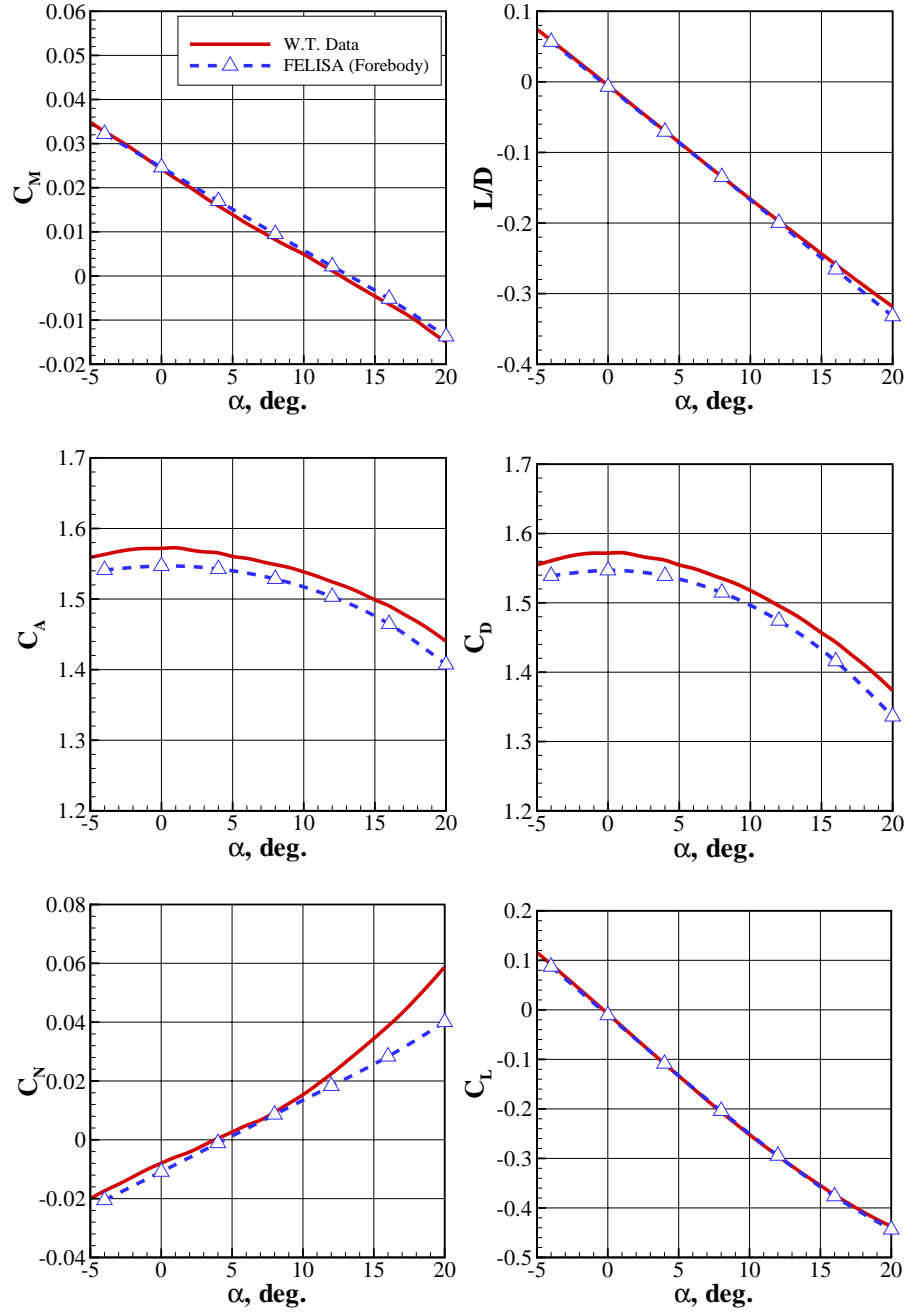 0.06
0.05
0.04
0.03
0.02
0.01
0
-0.01
-0.02
C_M
-5 0 5 10 15 20
α, deg.
W.T. Data
FELISA (Forebody)
0.1
0
-0.1
-0.2
-0.3
-0.4
L/D
-5 0 5 10 15 20
α, deg.
1.7
1.6
1.5
1.4
1.3
1.2
C_A
-5 0 5 10 15 20
α, deg.
1.7
1.6
1.5
1.4
1.3
1.2
C_D
-5 0 5 10 15 20
α, deg.
0.08
0.06
0.04
0.02
0
-0.02
-0.04
C_N
-5 0 5 10 15 20
α, deg.
0.2
0.1
0
-0.1
-0.2
-0.3
-0.4
-0.5
C_L
-5 0 5 10 15 20
α, deg.